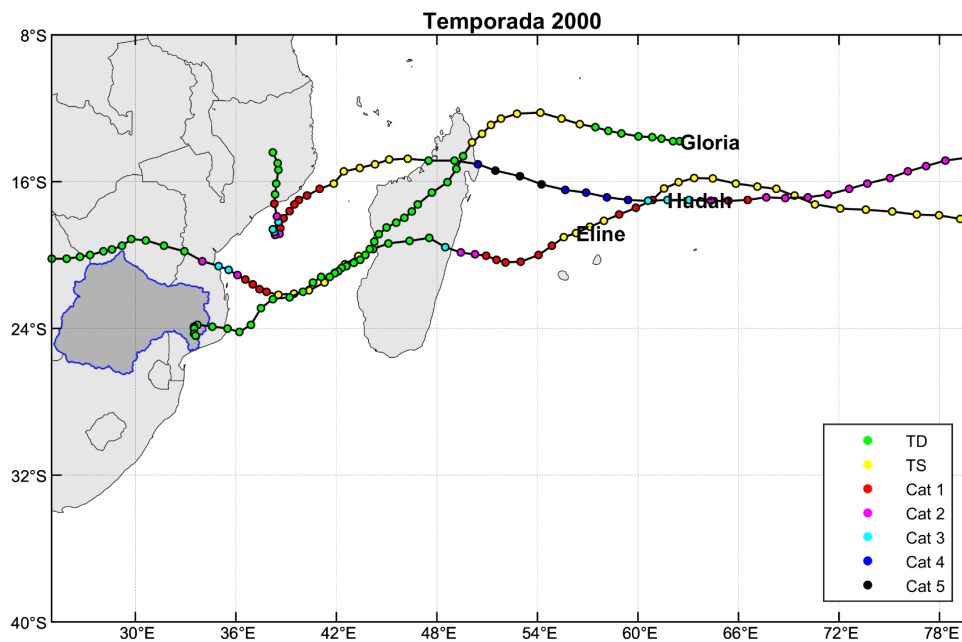 Temporada 2000
8°S
16°S
24°S
32°S
40°S
Gloria
Hudah
Eline
TD
TS
Cat 1
Cat 2
Cat 3
Cat 4
Cat 5
30°E 36°E 42°E 48°E 54°E 60°E 66°E 72°E 78°E